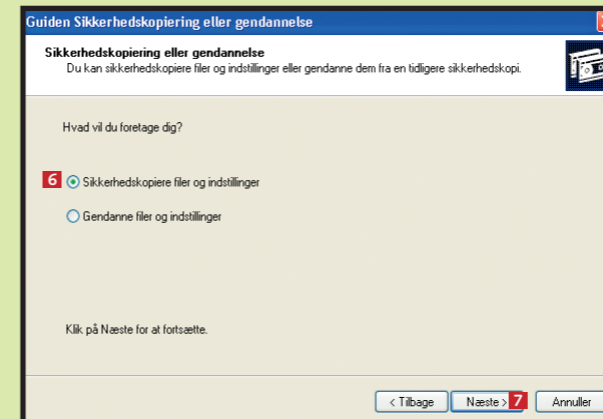 Guiden Sikkerhedskopiering eller gendannelse
Sikkerhedskopiering eller gendannelse
Du kan sikkerhedskopiere filer og indstillinger eller gendanne dem fra en tidligere sikkerhedskopi.
Hvad vil du foretage dig?
6 Sikkerhedskopiere filer og indstillinger
Gendanne filer og indstillinger
Klik på Næste for at fortsætte.
< Tilbage Næste > 7 Annuller